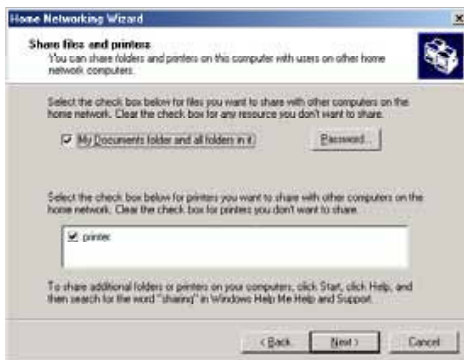 Home Networking Wizard
Share files and printers
You can share folders and printers on this computer with users on other home
network computers.
Select the check box below for files you want to share with other computers on the
home network. Clear the check box for any resource you don't want to share.
My Documents folder and all folders in it
Password...
Select the check box below for printers you want to share with other computers on the
home network. Clear the check box for printers you don't want to share.
printer
To share additional folders or printers on your computers, click Start, click Help, and
then search for the word "sharing" in Windows Help Me Help and Support.
< Back
Next >
Cancel